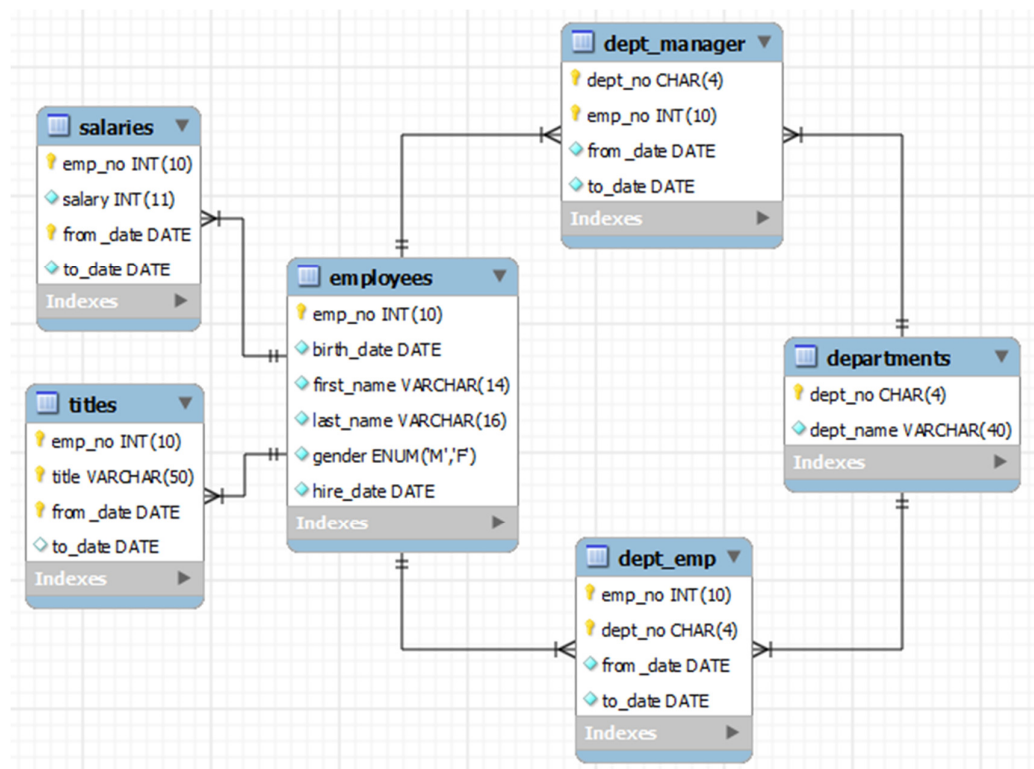 dept_manager
dept_no CHAR(4)
emp_no INT(10)
from_date DATE
to_date DATE
Indexes
salaries
emp_no INT(10)
salary INT(11)
from_date DATE
to_date DATE
Indexes
employees
emp_no INT(10)
birth_date DATE
first_name VARCHAR(14)
last_name VARCHAR(16)
gender ENUM('M','F')
hire_date DATE
Indexes
departments
dept_no CHAR(4)
dept_name VARCHAR(40)
Indexes
titles
emp_no INT(10)
title VARCHAR(50)
from_date DATE
to_date DATE
Indexes
dept_emp
emp_no INT(10)
dept_no CHAR(4)
from_date DATE
to_date DATE
Indexes